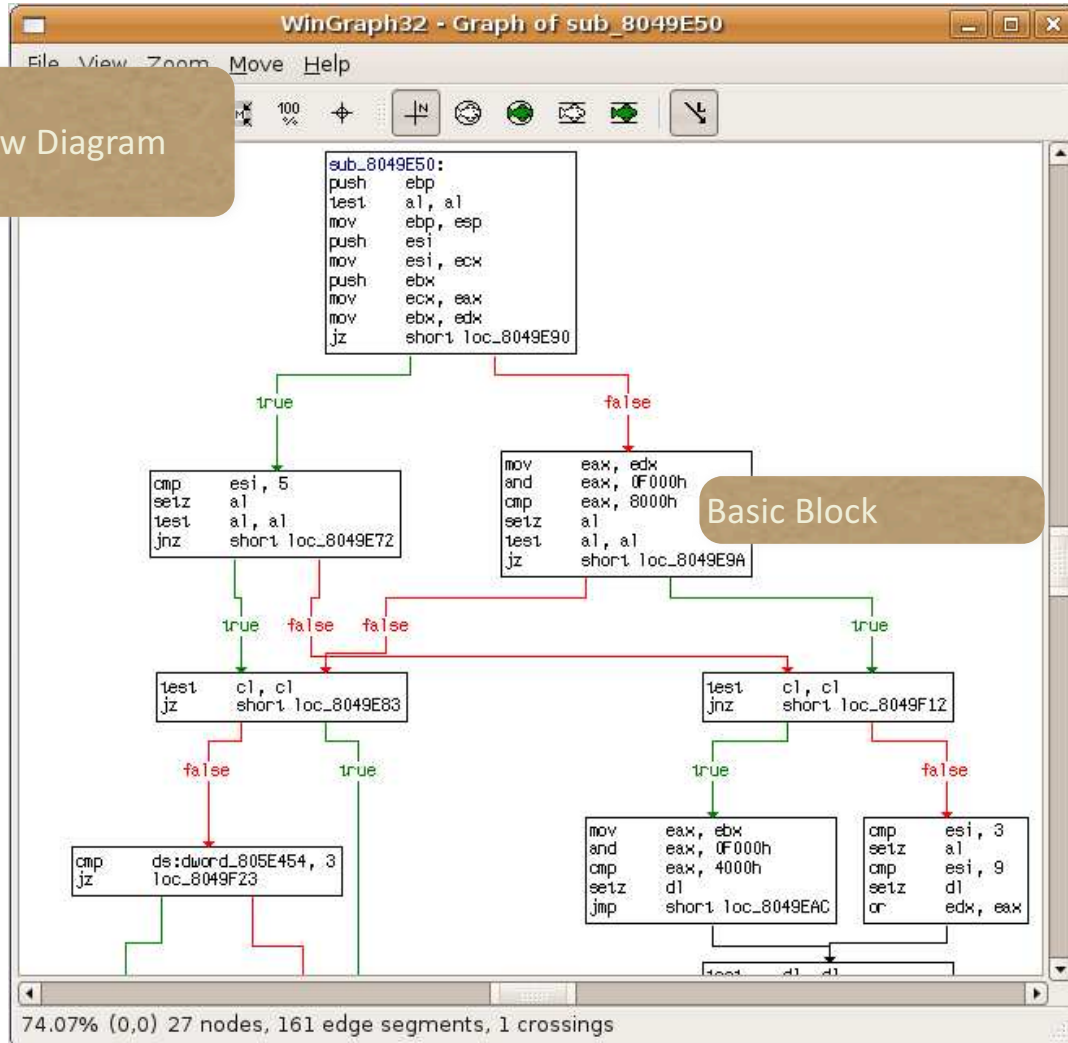 WinGraph32 - Graph of sub_8049E50
File View Zoom Move Help
w Diagram
100
%
N
sub_8049E50:
push ebp
test al, al
mov ebp, esp
push esi
mov esi, ecx
push ebx
mov ecx, eax
mov ebx, edx
jz short loc_8049E90
true
false
cmp esi, 5
setz al
test al, al
jnz short loc_8049E72
mov eax, edx
and eax, 0F000h
cmp eax, 8000h
setz al
test al, al
jz short loc_8049E9A
Basic Block
true false false true
test cl, cl
jz short loc_8049E83
test cl, cl
jnz short loc_8049F12
false true true false
cmp ds:dword_805E454, 3
jz loc_8049F23
mov eax, ebx
and eax, 0F000h
cmp eax, 4000h
setz dl
jmp short loc_8049EAC
cmp esi, 3
setz al
cmp esi, 9
setz dl
or edx, eax
test dl, dl
74.07% (0,0) 27 nodes, 161 edge segments, 1 crossings